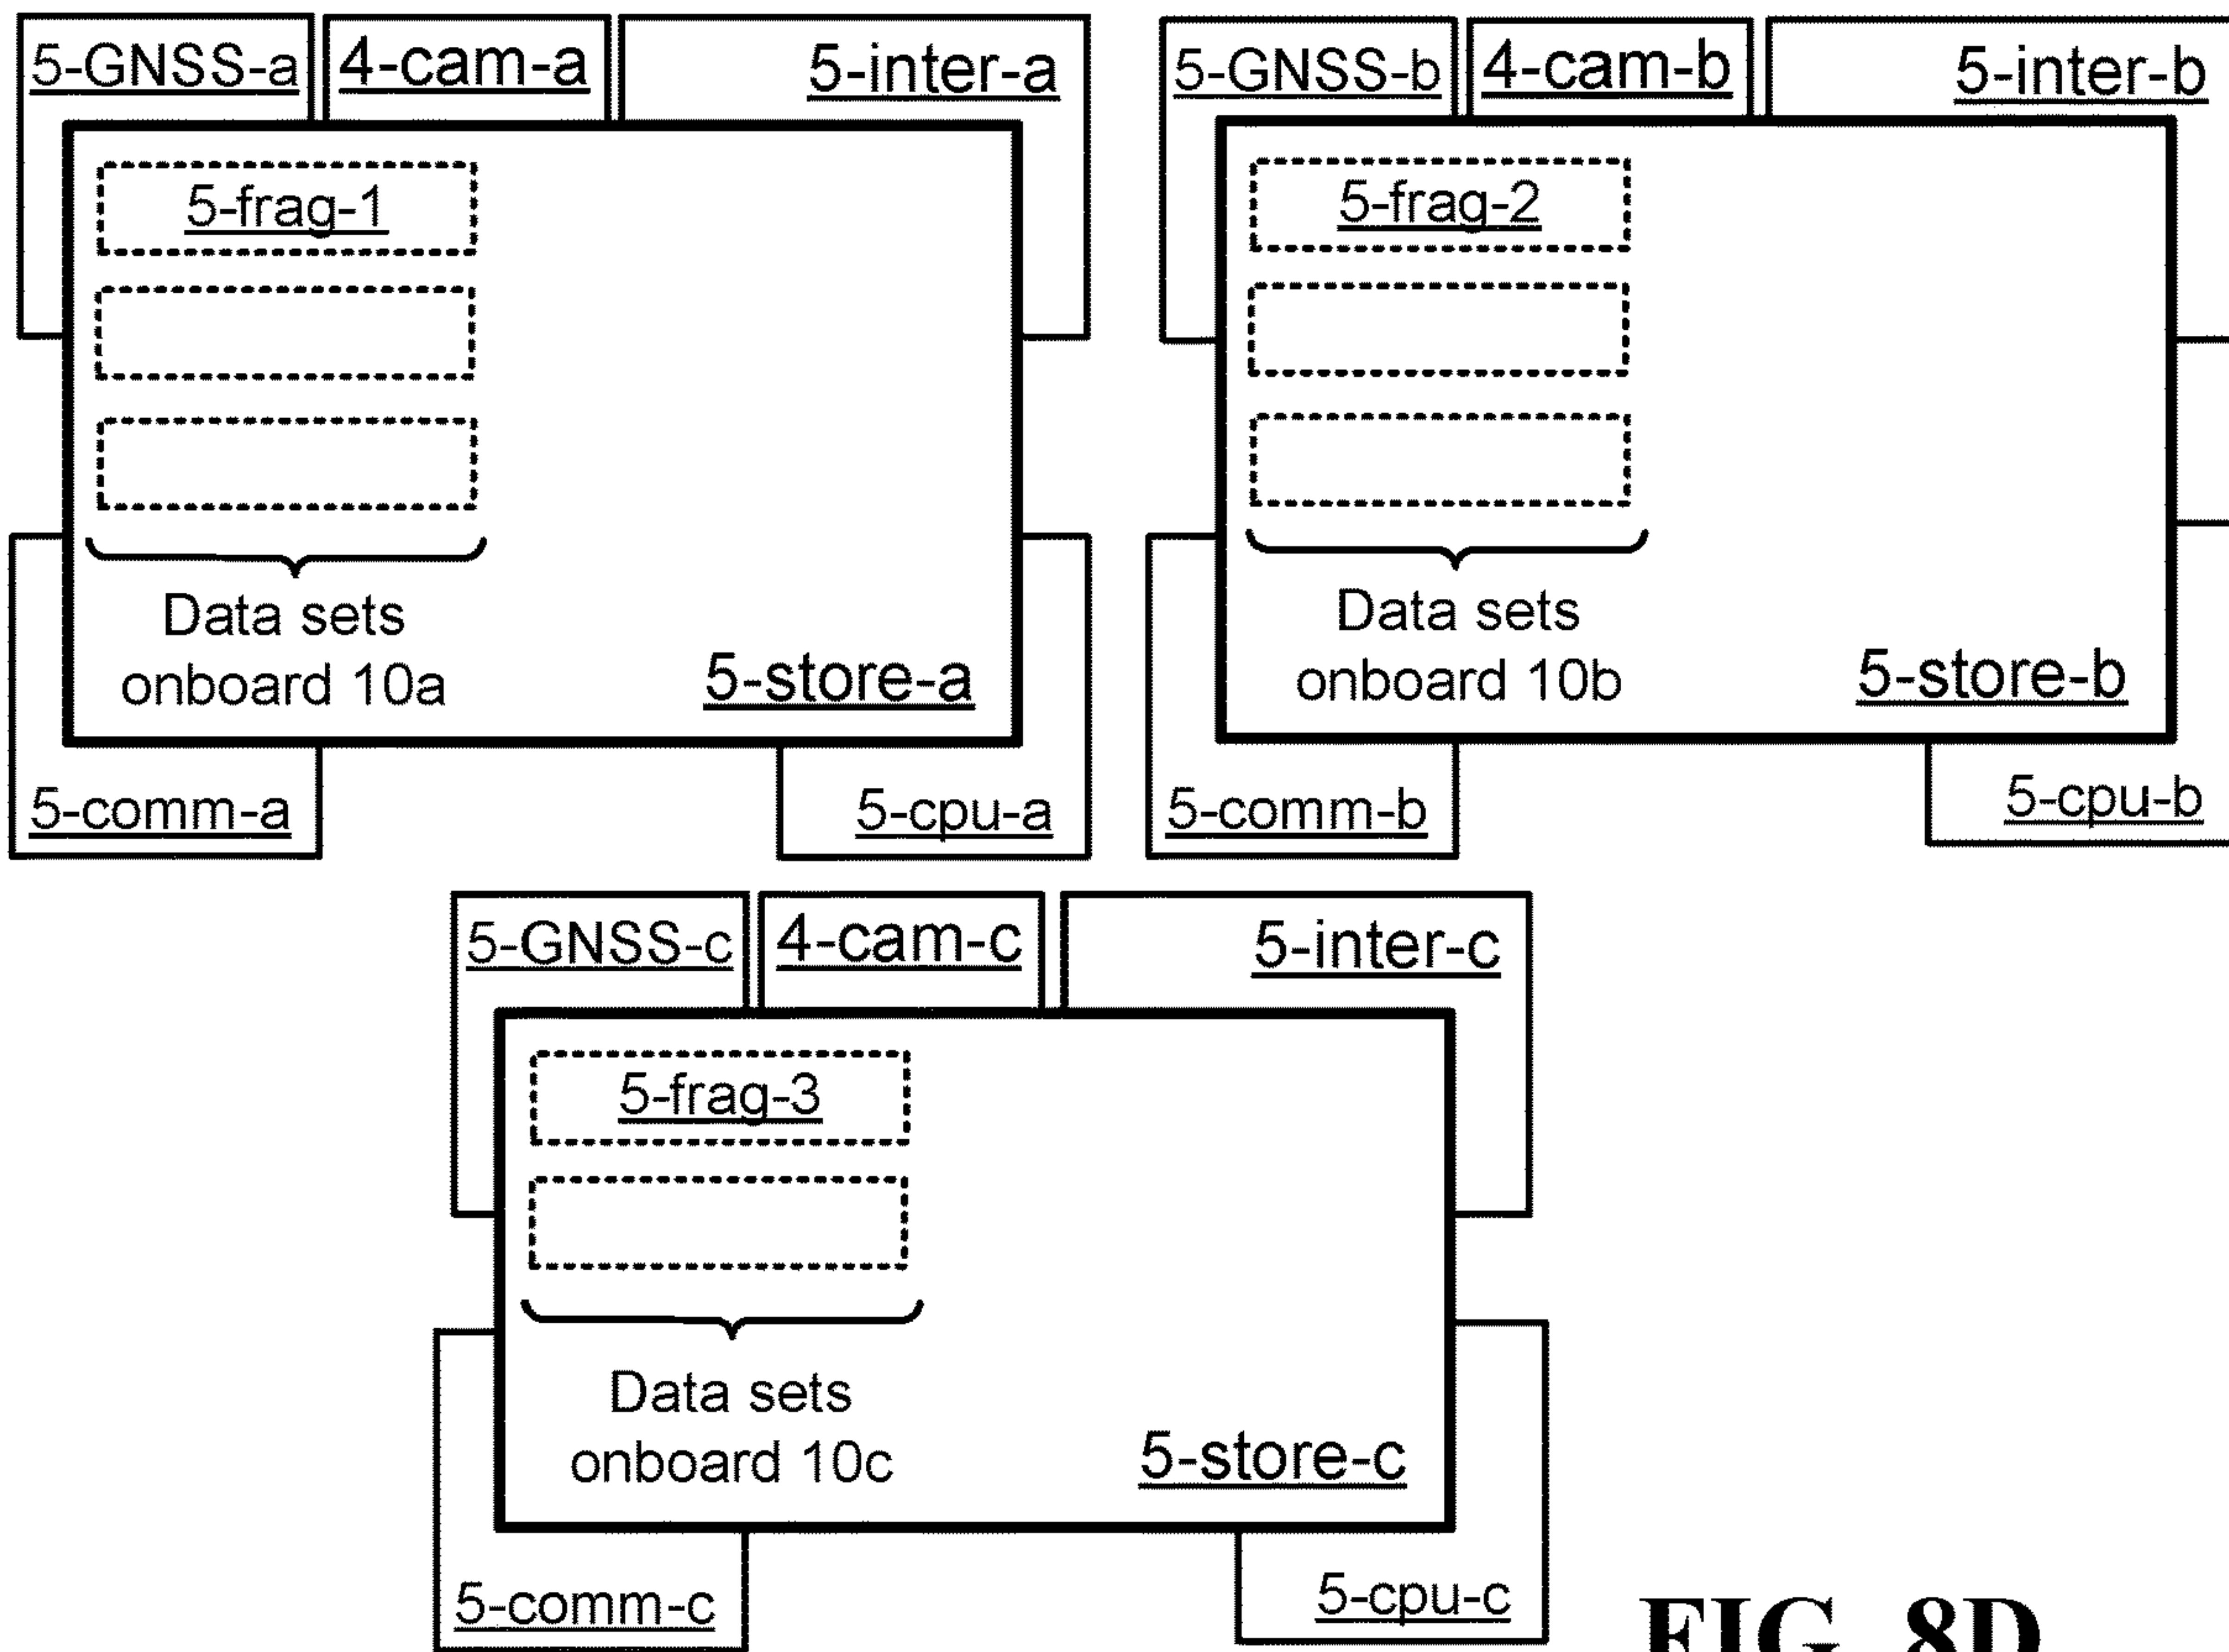 5-GNSS-a 4-cam-a 5-inter-a
5-frag-1
Data sets
onboard 10a
5-store-a
5-comm-a
5-cpu-a
5-GNSS-b 4-cam-b 5-inter-b
5-frag-2
Data sets
onboard 10b
5-store-b
5-comm-b
5-cpu-b
5-GNSS-c 4-cam-c 5-inter-c
5-frag-3
Data sets
onboard 10c
5-store-c
5-comm-c
5-cpu-c
FIG. 8D